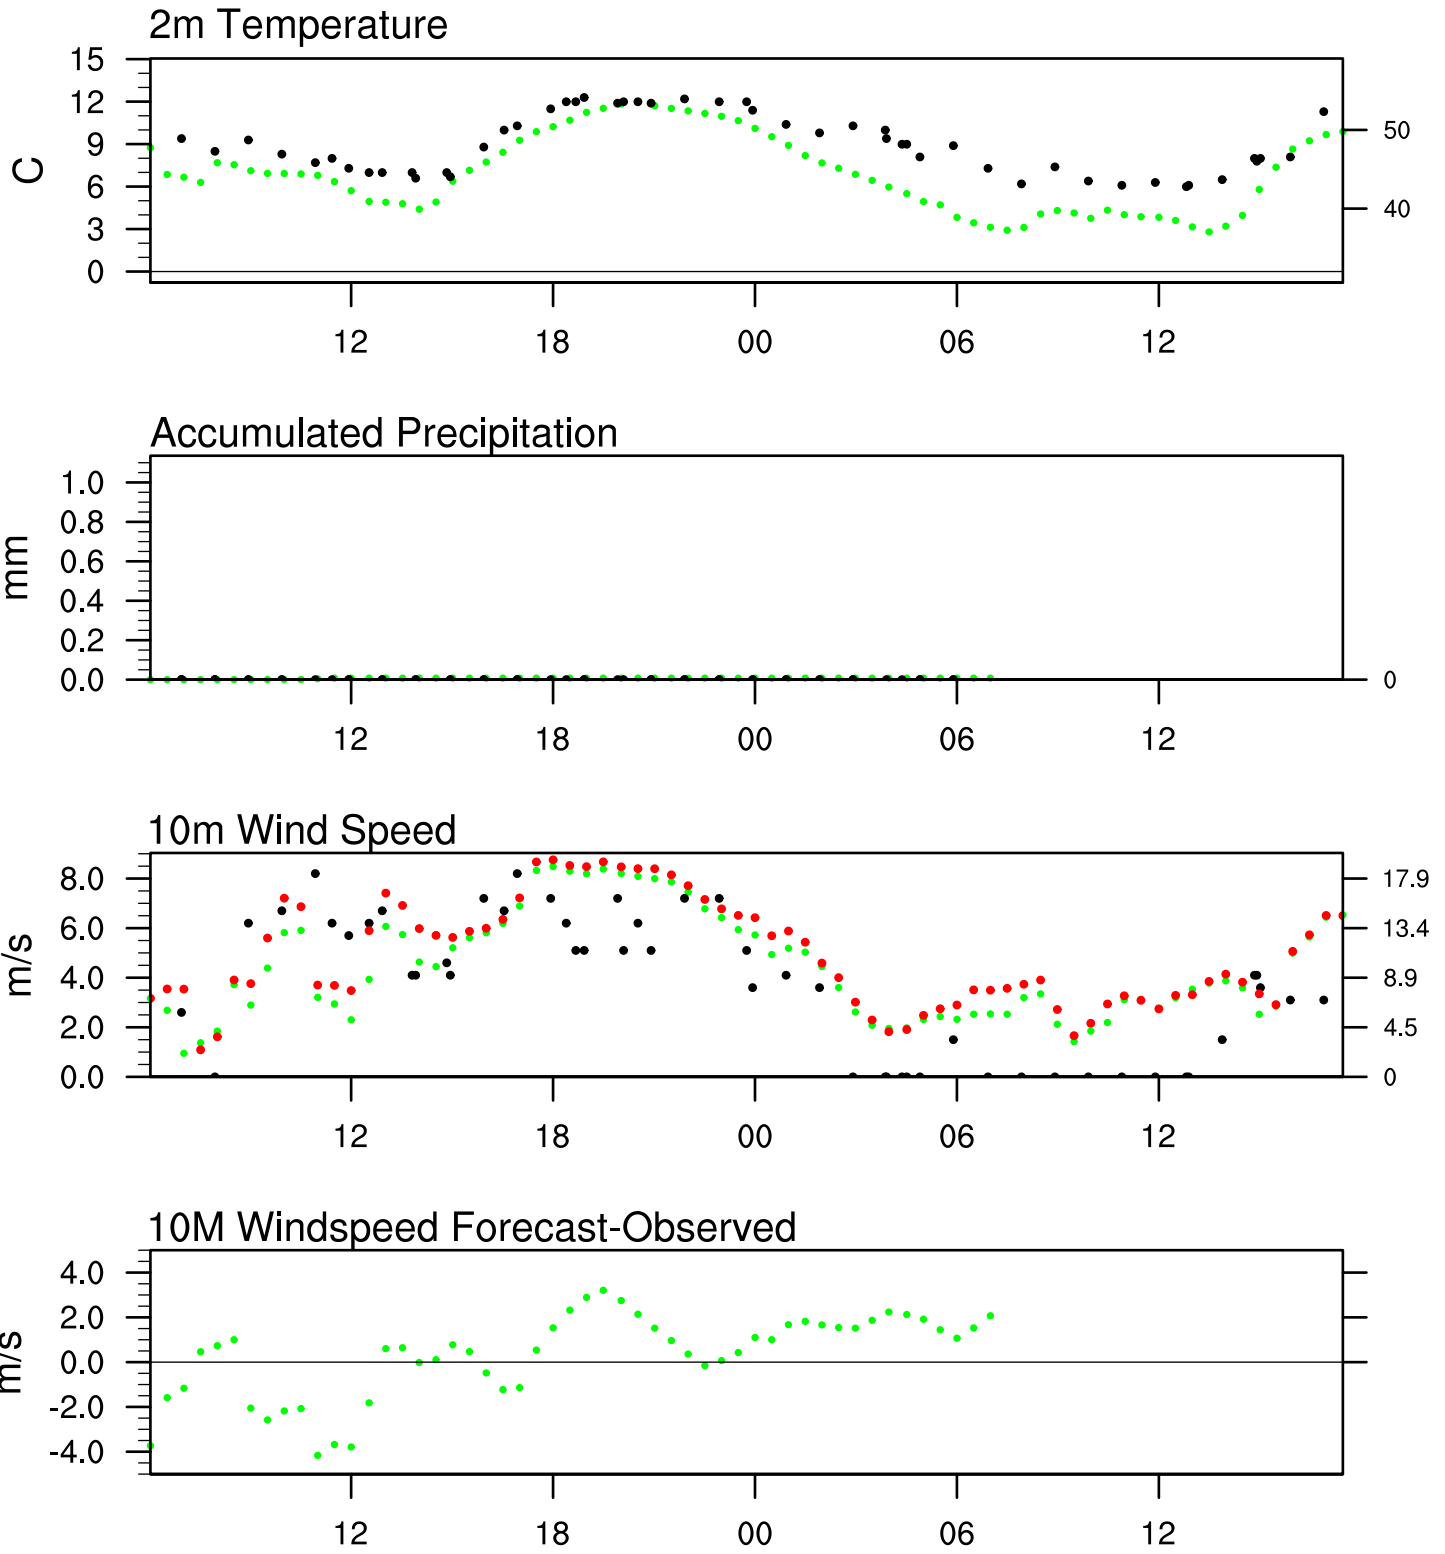 2m Temperature
15
12
9
6
3
0
C
50
40
12 18 00 06 12
Accumulated Precipitation
1.0
0.8
0.6
0.4
0.2
0.0
mm
0
12 18 00 06 12
10m Wind Speed
8.0
6.0
4.0
2.0
0.0
m/s
17.9
13.4
8.9
4.5
0
12 18 00 06 12
10M Windspeed Forecast-Observed
4.0
2.0
0.0
-2.0
-4.0
m/s
12 18 00 06 12